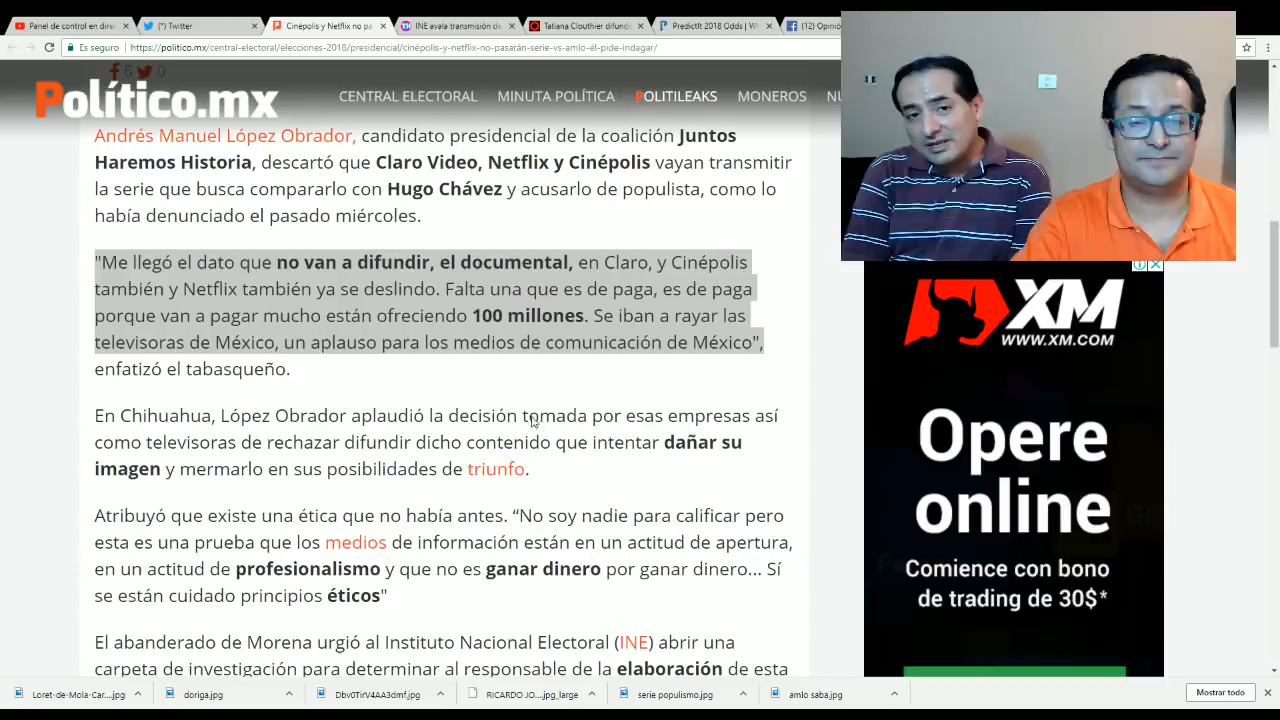 Panel de control en direc
(*) Twitter
Cinépolis y Netflix no pa
INE avala transmisión de
Tatiana Clouthier difund
PredictIt 2018 Odds | W
(12) Opinió
Es seguro | https://politico.mx/central-electoral/elecciones-2018/presidencial/cinépolis-y-netflix-no-pasarán-serie-vs-amlo-él-pide-indagar/
5 0
Político.mx
CENTRAL ELECTORAL MINUTA POLÍTICA POLITILEAKS MONEROS NU
Andrés Manuel López Obrador, candidato presidencial de la coalición Juntos
Haremos Historia, descartó que Claro Video, Netflix y Cinépolis vayan transmitir
la serie que busca compararlo con Hugo Chávez y acusarlo de populista, como lo
había denunciado el pasado miércoles.
"Me llegó el dato que no van a difundir, el documental, en Claro, y Cinépolis
también y Netflix también ya se deslindo. Falta una que es de paga, es de paga
porque van a pagar mucho están ofreciendo 100 millones. Se iban a rayar las
televisoras de México, un aplauso para los medios de comunicación de México",
enfatizó el tabasqueño.
En Chihuahua, López Obrador aplaudió la decisión tomada por esas empresas así
como televisoras de rechazar difundir dicho contenido que intentar dañar su
imagen y mermarlo en sus posibilidades de triunfo.
Atribuyó que existe una ética que no había antes. “No soy nadie para calificar pero
esta es una prueba que los medios de información están en un actitud de apertura,
en un actitud de profesionalismo y que no es ganar dinero por ganar dinero... Sí
se están cuidado principios éticos"
El abanderado de Morena urgió al Instituto Nacional Electoral (INE) abrir una
carpeta de investigación para determinar al responsable de la elaboración de esta
XM
WWW.XM.COM
Opere
online
Comience con bono
de trading de 30$*
Loret-de-Mola-Car....jpg
doriga.jpg
Dbv0TirV4AA3dmf.jpg
RICARDO JO....jpg_large
serie populismo.jpg
amlo saba.jpg
Mostrar todo